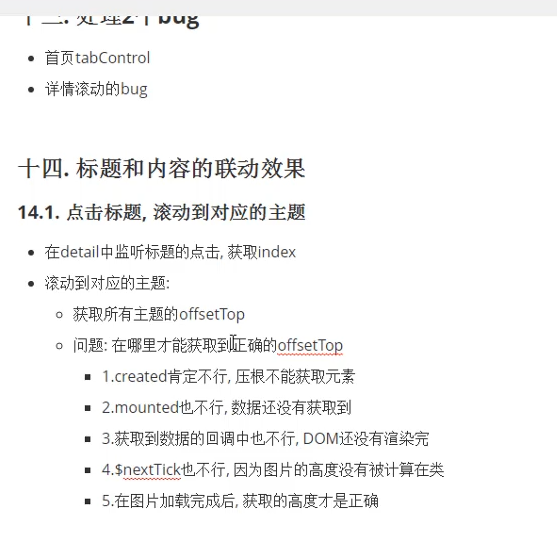 十三. 处理2个bug
首页tabControl
详情滚动的bug
十四. 标题和内容的联动效果
14.1. 点击标题, 滚动到对应的主题
在detail中监听标题的点击, 获取index
滚动到对应的主题:
获取所有主题的offsetTop
问题: 在哪里才能获取到正确的offsetTop
1.created肯定不行, 压根不能获取元素
2.mounted也不行, 数据还没有获取到
3.获取到数据的回调中也不行, DOM还没有渲染完
4.$nextTick也不行, 因为图片的高度没有被计算在类
5.在图片加载完成后, 获取的高度才是正确